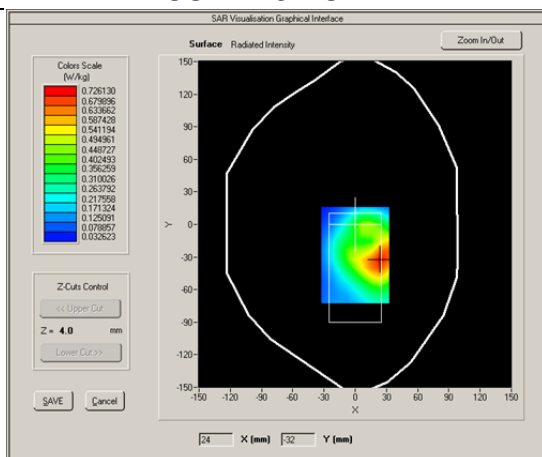 SAR Visualisation Graphical Interface
Surface Radiated Intensity
Zoom In/Out
Colors Scale
(W/kg)
0.726130
0.679896
0.633662
0.587428
0.541194
0.494961
0.448727
0.402493
0.356259
0.310026
0.263792
0.217558
0.171324
0.125091
0.078857
0.032623
Z-Cuts Control
<< Upper Cut
Z = 4.0 mm
Lower Cut >>
SAVE Cancel
150-
120-
90-
60-
30-
0-
-30-
-60-
-90-
-120-
-150-
Y
-150 -120 -90 -60 -30 0 30 60 90 120 150
X
24 X (mm) -32 Y (mm)